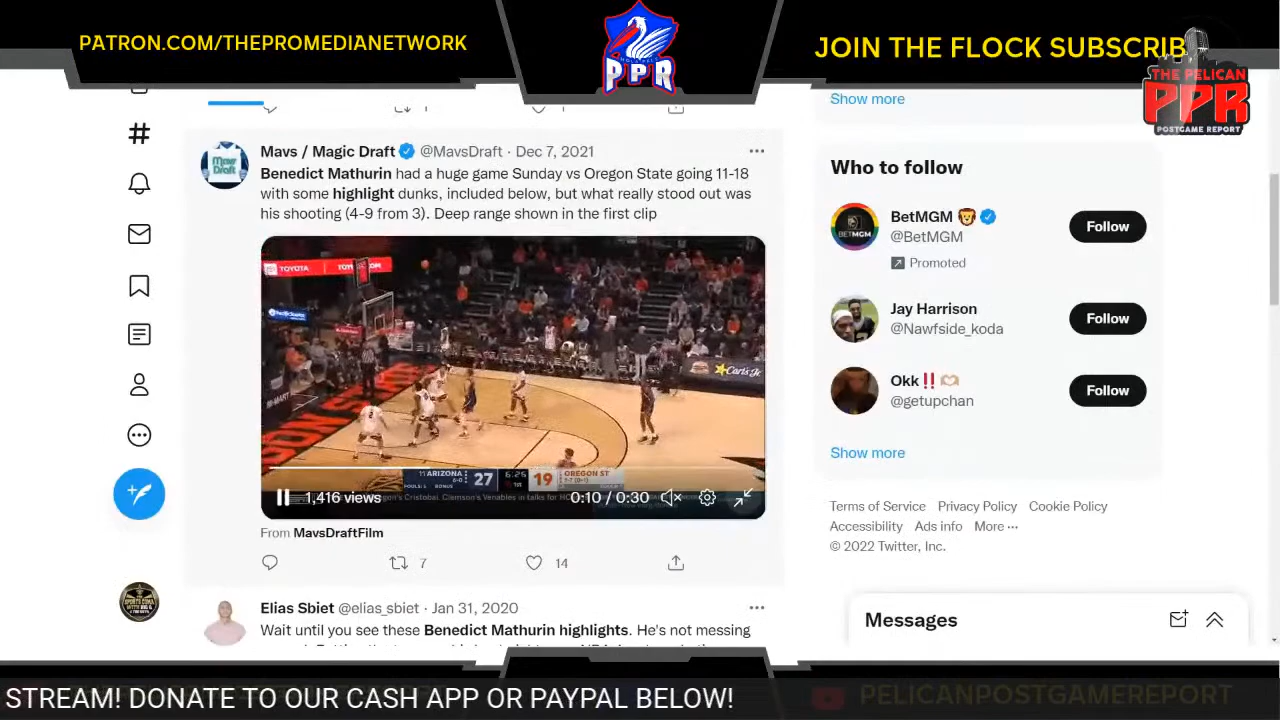 PATRON.COM/THEPROMEDIANETWORK
PPR
JOIN THE FLOCK SUBSCRIB
THE PELICAN
PPR
POSTGAME REPORT
Show more
Mavs / Magic Draft @MavsDraft · Dec 7, 2021
Benedict Mathurin had a huge game Sunday vs Oregon State going 11-18
with some highlight dunks, included below, but what really stood out was
his shooting (4-9 from 3). Deep range shown in the first clip
TOYOTA
Carl's Jr
11 ARIZONA 27 6:25 19 OREGON ST
1,416 views 0:10 / 0:30
From MavsDraftFilm
7 14
Elias Sbiet @elias_sbiet · Jan 31, 2020
Wait until you see these Benedict Mathurin highlights. He's not messing
Who to follow
BetMGM
@BetMGM
Promoted
Follow
Jay Harrison
@Nawfside_koda
Follow
Okk‼️
@getupchan
Follow
Show more
Terms of Service Privacy Policy Cookie Policy
Accessibility Ads info More ···
© 2022 Twitter, Inc.
Messages
STREAM! DONATE TO OUR CASH APP OR PAYPAL BELOW!
PELICANPOSTGAMEREPORT